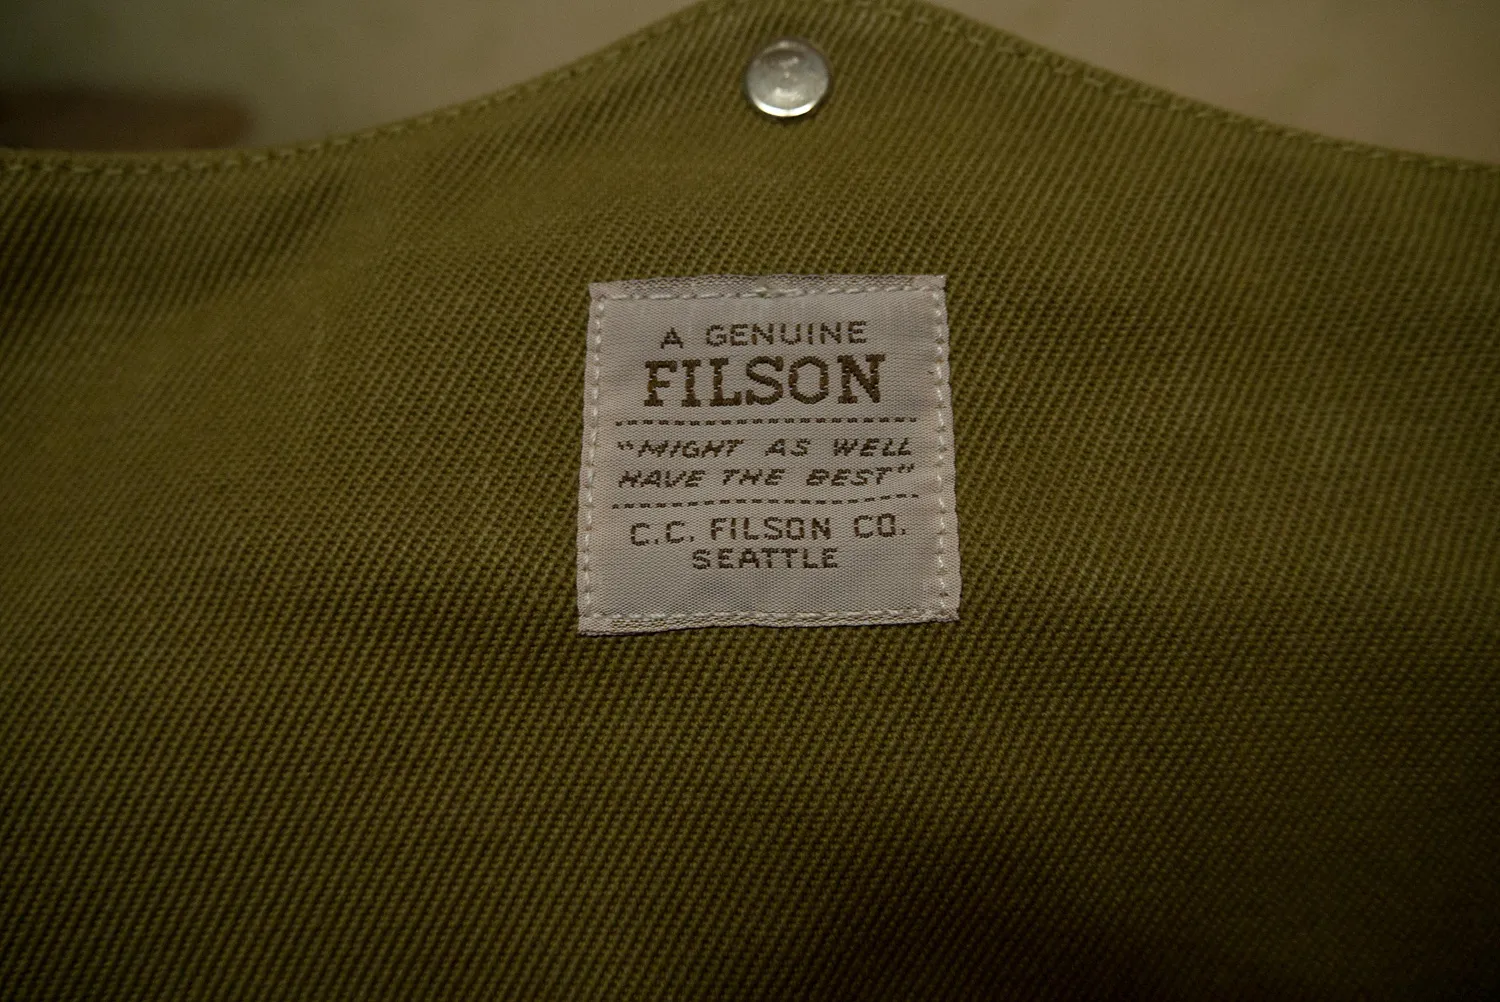 A GENUINE
FILSON
"MIGHT AS WELL
HAVE THE BEST"
C.C. FILSON CO.
SEATTLE